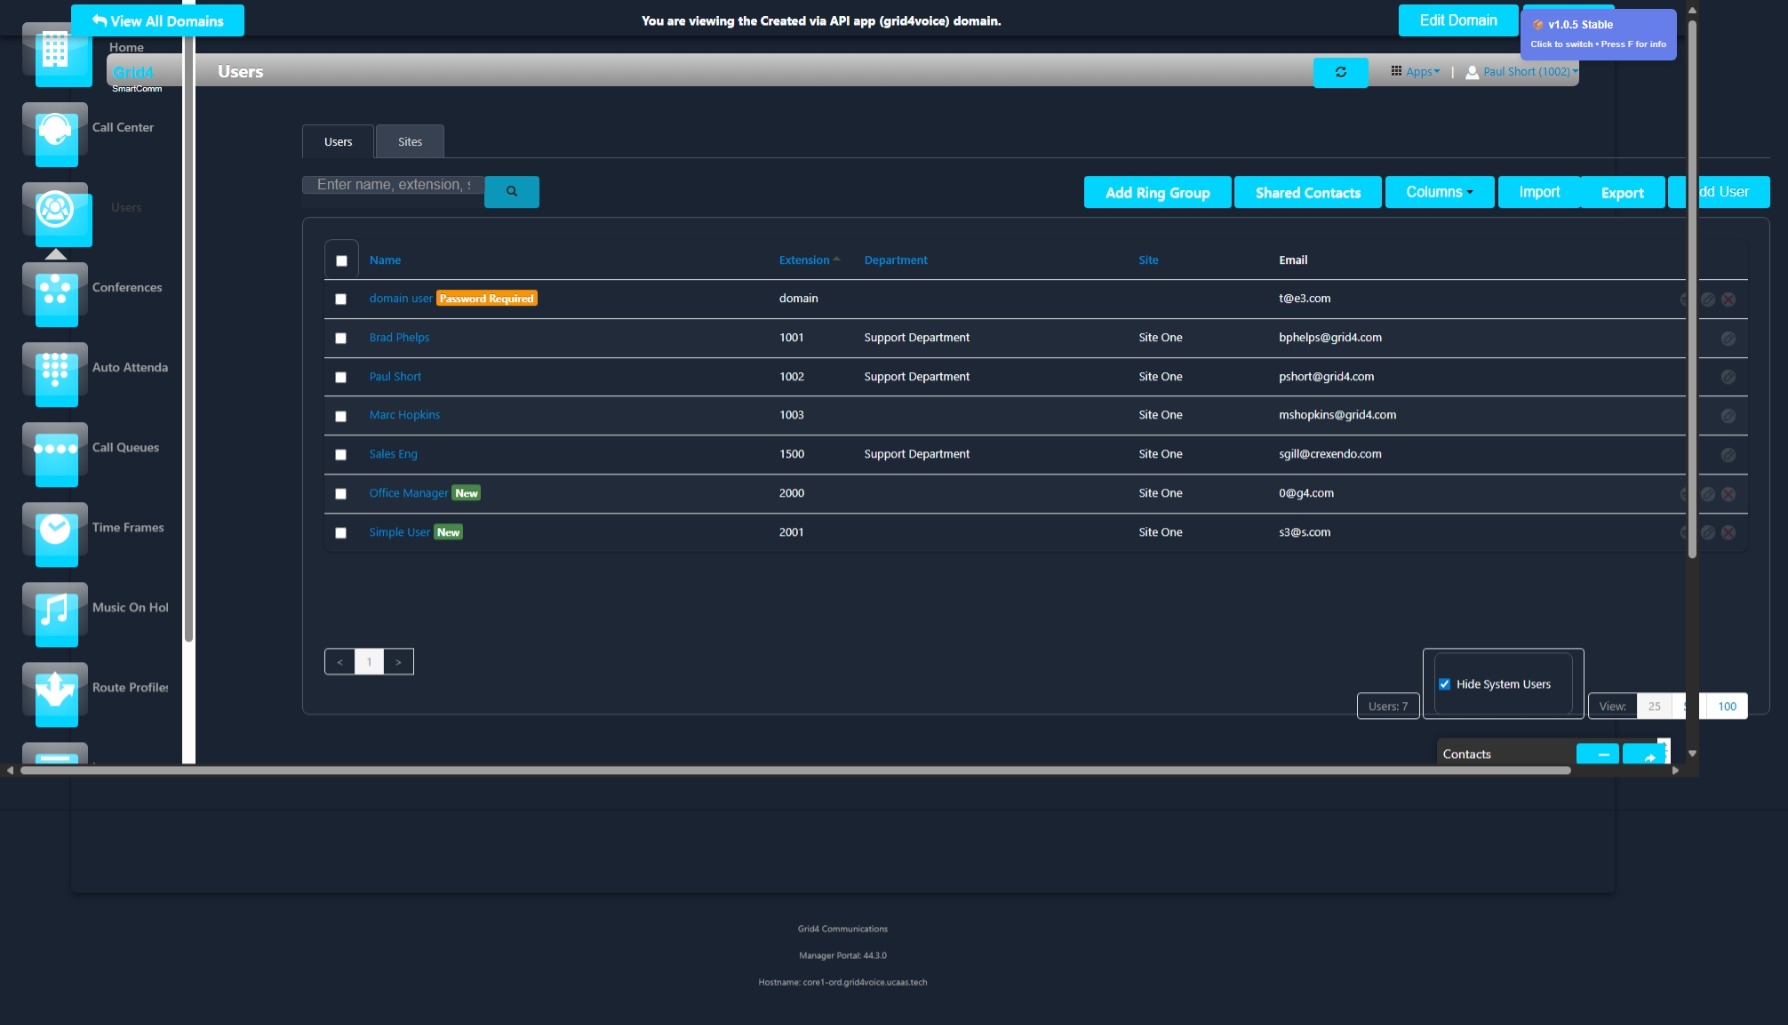 View All Domains
You are viewing the Created via API app (grid4voice) domain.
Edit Domain
v1.0.5 Stable
Click to switch • Press F for info
Home
Grid4
SmartComm
Users
Apps
|
Paul Short (1002)
Call Center
Users
Conferences
Auto Attenda
Call Queues
Time Frames
Music On Hol
Route Profiles
Users
Sites
Enter name, extension, s
Add Ring Group
Shared Contacts
Columns
Import
Export
dd User
Name
Extension
Department
Site
Email
domain user Password Required domain t@e3.com
Brad Phelps 1001 Support Department Site One bphelps@grid4.com
Paul Short 1002 Support Department Site One pshort@grid4.com
Marc Hopkins 1003 Site One mshopkins@grid4.com
Sales Eng 1500 Support Department Site One sgill@crexendo.com
Office Manager New 2000 Site One 0@g4.com
Simple User New 2001 Site One s3@s.com
< 1 >
Hide System Users
Users: 7
View: 25 100
Contacts
Grid4 Communications
Manager Portal: 44.3.0
Hostname: core1-ord.grid4voice.ucaas.tech